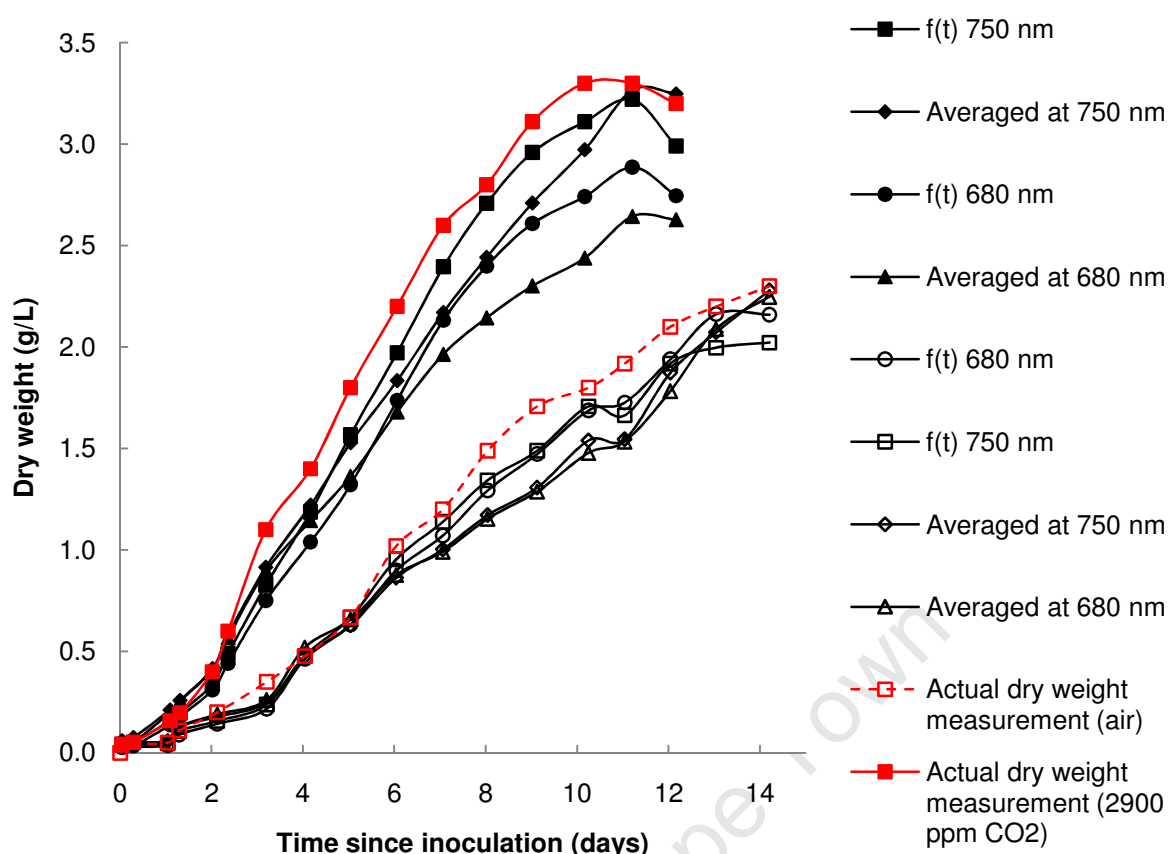 3.5
3.0
2.5
2.0
1.5
1.0
0.5
0.0
Dry weight (g/L)
0 2 4 6 8 10 12 14
Time since inoculation (days)
f(t) 750 nm
Averaged at 750 nm
f(t) 680 nm
Averaged at 680 nm
f(t) 680 nm
f(t) 750 nm
Averaged at 750 nm
Averaged at 680 nm
Actual dry weight
measurement (air)
Actual dry weight
measurement (2900
ppm CO2)